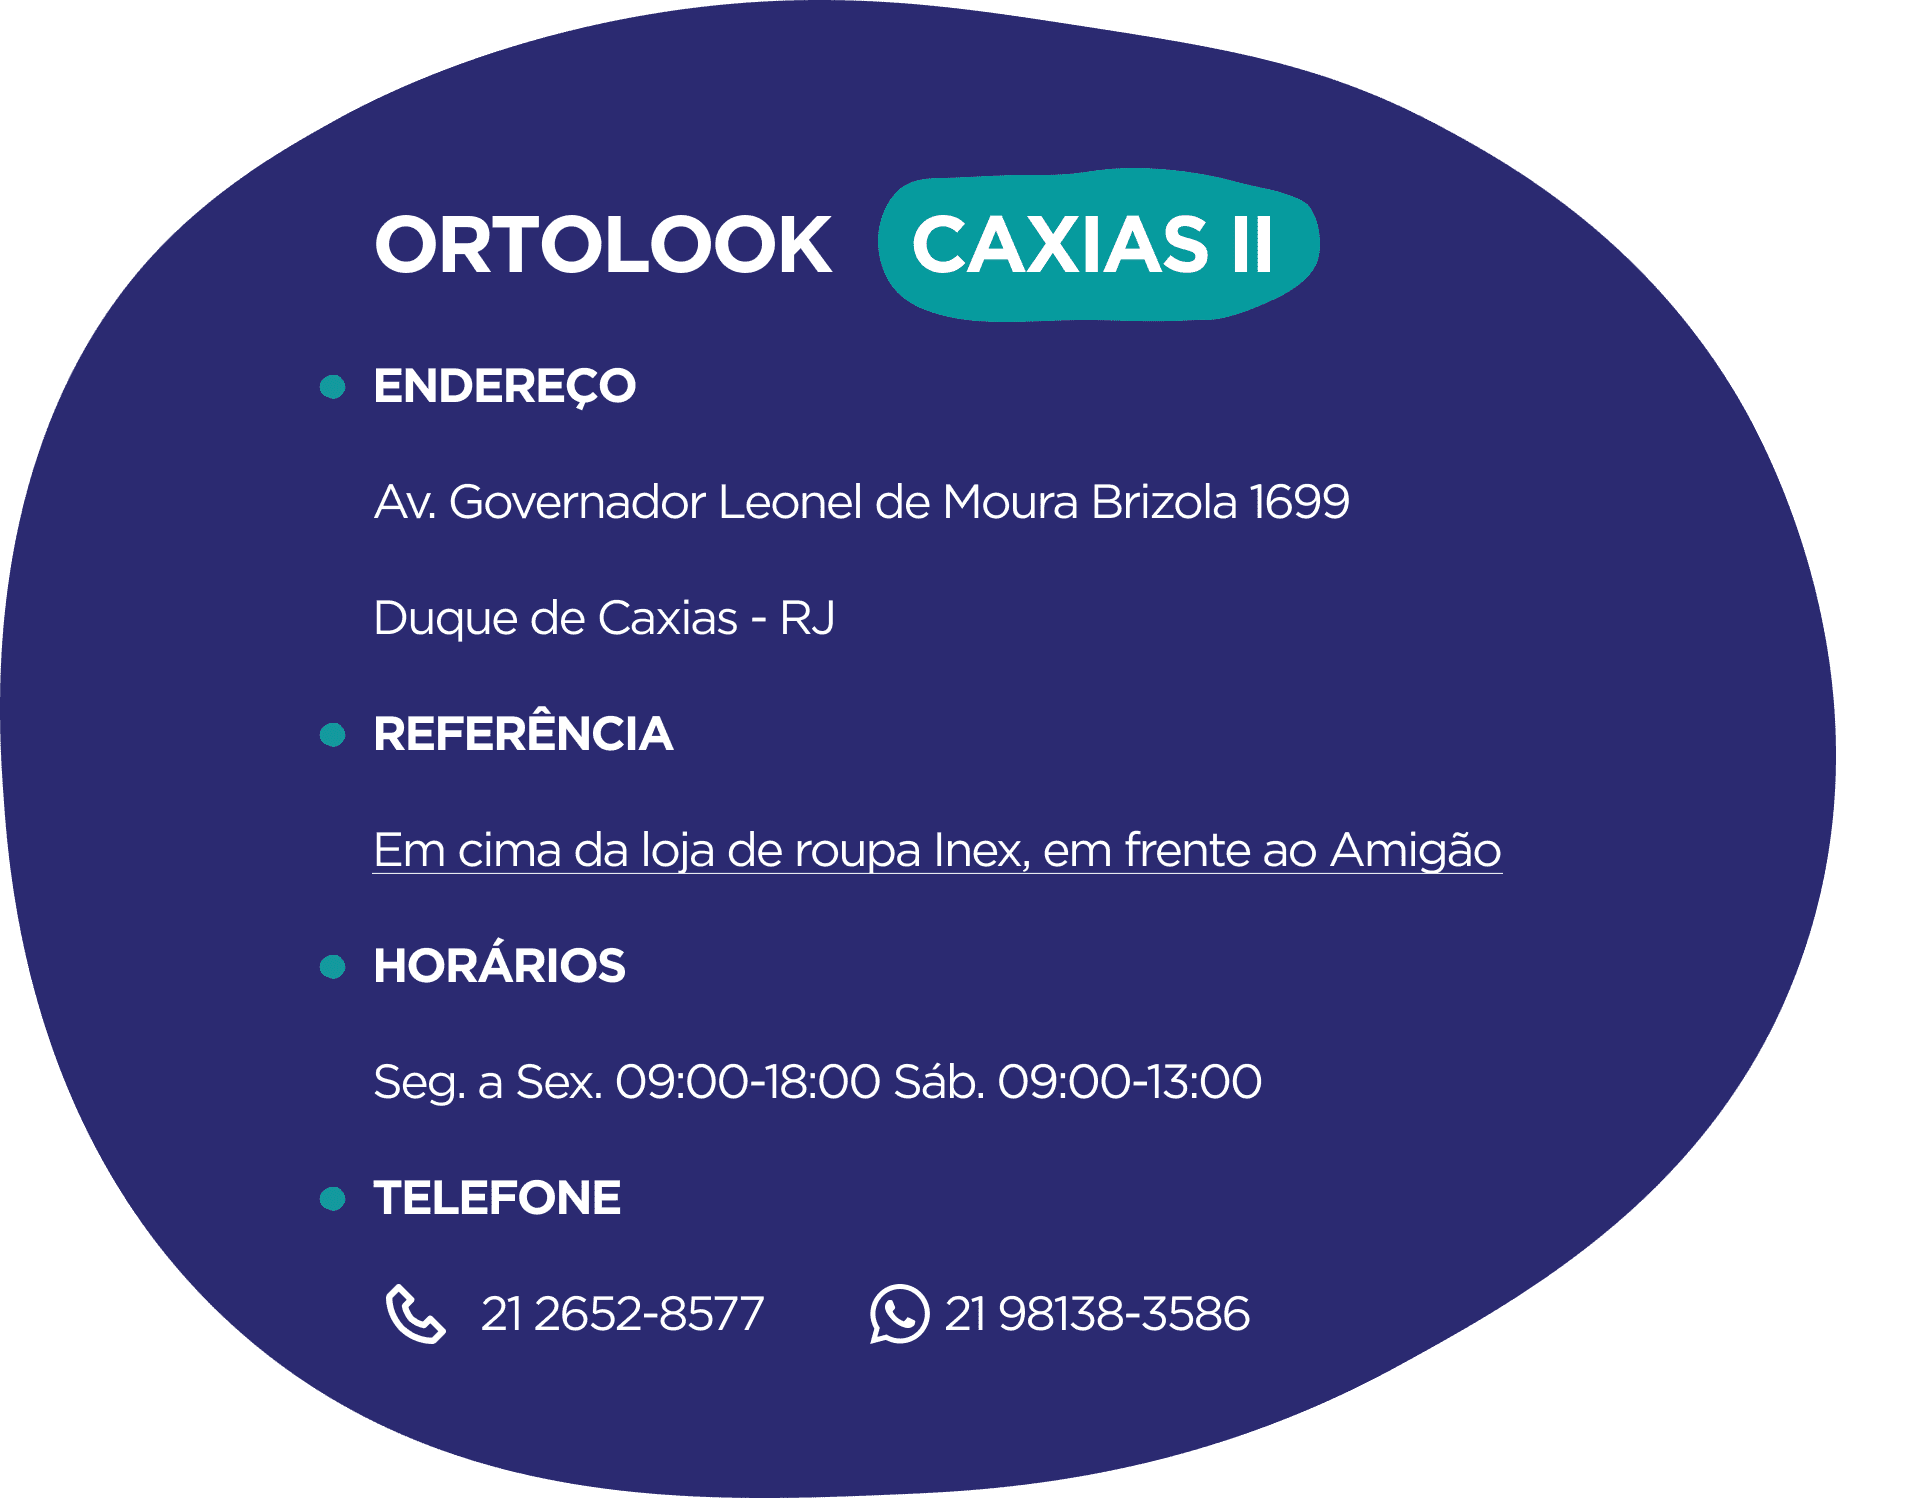 ORTOLOOK CAXIAS II
ENDEREÇO
Av. Governador Leonel de Moura Brizola 1699
Duque de Caxias - RJ
REFERÊNCIA
Em cima da loja de roupa Inex, em frente ao Amigão
HORÁRIOS
Seg. a Sex. 09:00-18:00 Sáb. 09:00-13:00
TELEFONE
21 2652-8577 21 98138-3586